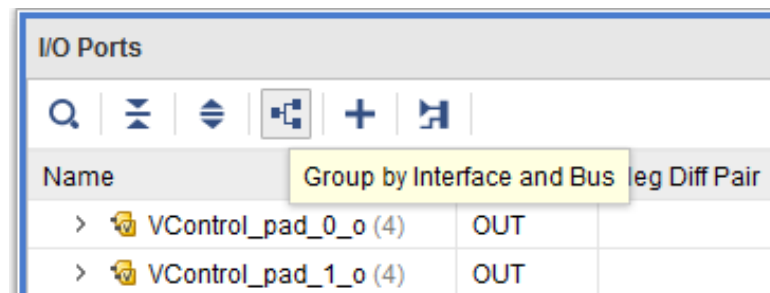 I/O Ports
Group by Interface and Bus
Name
leg Diff Pair
VControl_pad_0_o (4) OUT
VControl_pad_1_o (4) OUT